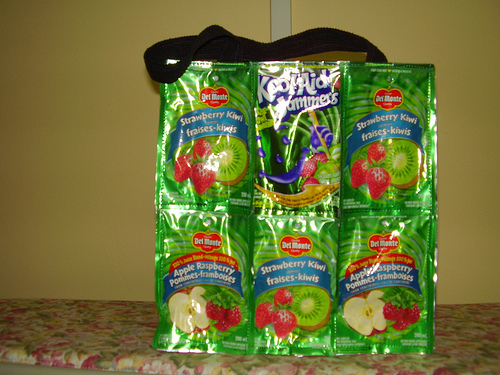 Del Monte
Strawberry Kiwi
fraises-kiwis
Kool-Aid
Jammers
Del Monte
Strawberry Kiwi
fraises-kiwis
Del Monte
Apple Raspberry
Pommes-framboises
Del Monte
Strawberry Kiwi
fraises-kiwis
Del Monte
Apple Raspberry
Pommes-framboises